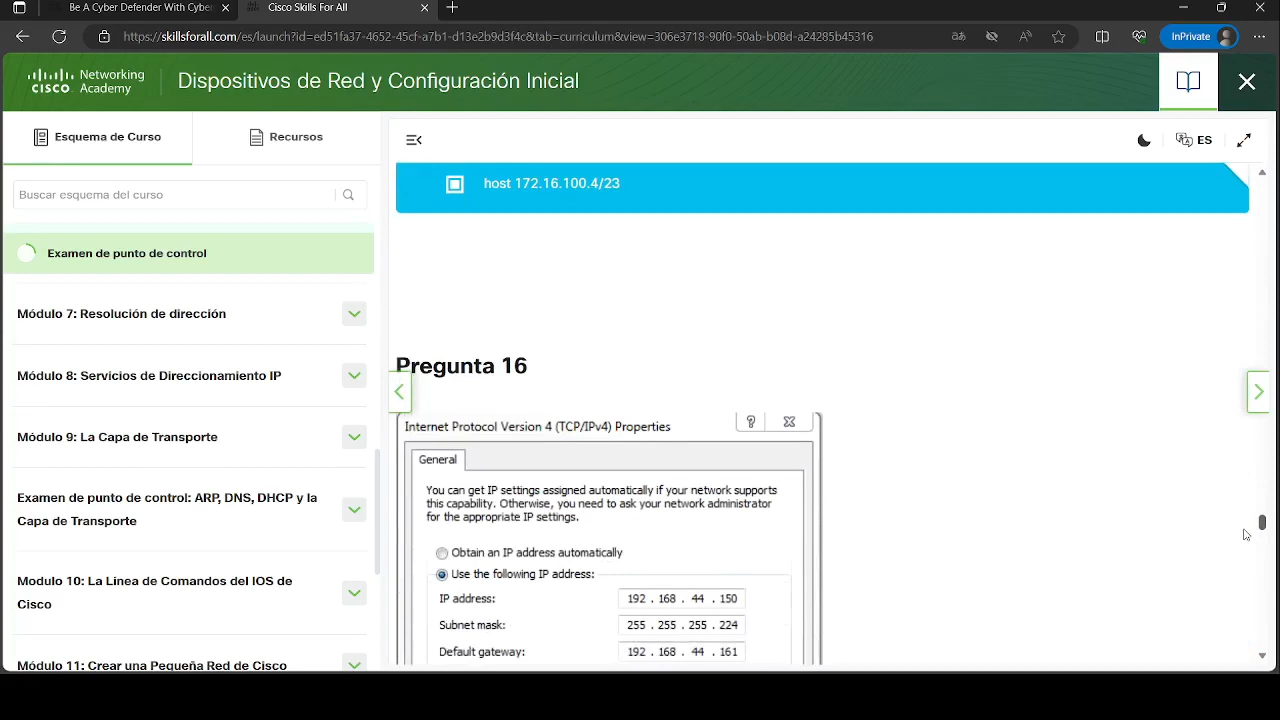 Be A Cyber Defender With Cyber
Cisco Skills For All
https://skillsforall.com/es/launch?id=ed51fa37-4652-45cf-a7b1-d13e2b9d3f4c&tab=curriculum&view=306e3718-90f0-50ab-b08d-a24285b45316
InPrivate
Networking
CISCO Academy
Dispositivos de Red y Configuración Inicial
Esquema de Curso
Recursos
ES
Buscar esquema del curso
host 172.16.100.4/23
Examen de punto de control
Módulo 7: Resolución de dirección
Módulo 8: Servicios de Direccionamiento IP
Módulo 9: La Capa de Transporte
Examen de punto de control: ARP, DNS, DHCP y la
Capa de Transporte
Modulo 10: La Linea de Comandos del IOS de
Cisco
Módulo 11: Crear una Pequeña Red de Cisco
Pregunta 16
Internet Protocol Version 4 (TCP/IPv4) Properties
General
You can get IP settings assigned automatically if your network supports
this capability. Otherwise, you need to ask your network administrator
for the appropriate IP settings.
Obtain an IP address automatically
Use the following IP address:
IP address: 192 . 168 . 44 . 150
Subnet mask: 255 . 255 . 255 . 224
Default gateway: 192 . 168 . 44 . 161